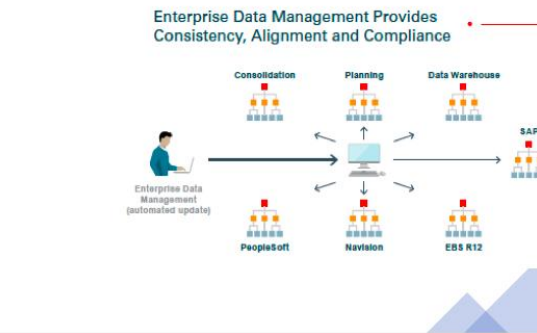 Enterprise Data Management Provides
Consistency, Alignment and Compliance
Consolidation
Planning
Data Warehouse
SAP
Enterprise Data
Management
(automated update)
PeopleSoft
Navision
EBS R12